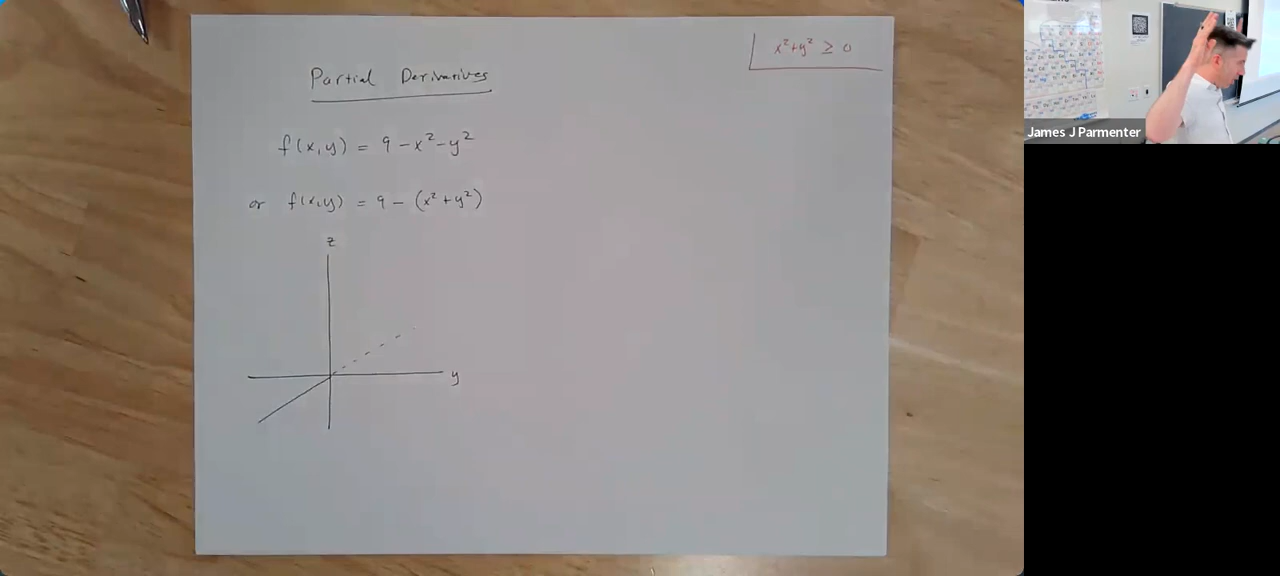 Partial Derivatives
x² + y² ≥ 0
f(x,y) = 9 - x² - y²
or f(x,y) = 9 - (x² + y²)
z
y
James J Parmenter